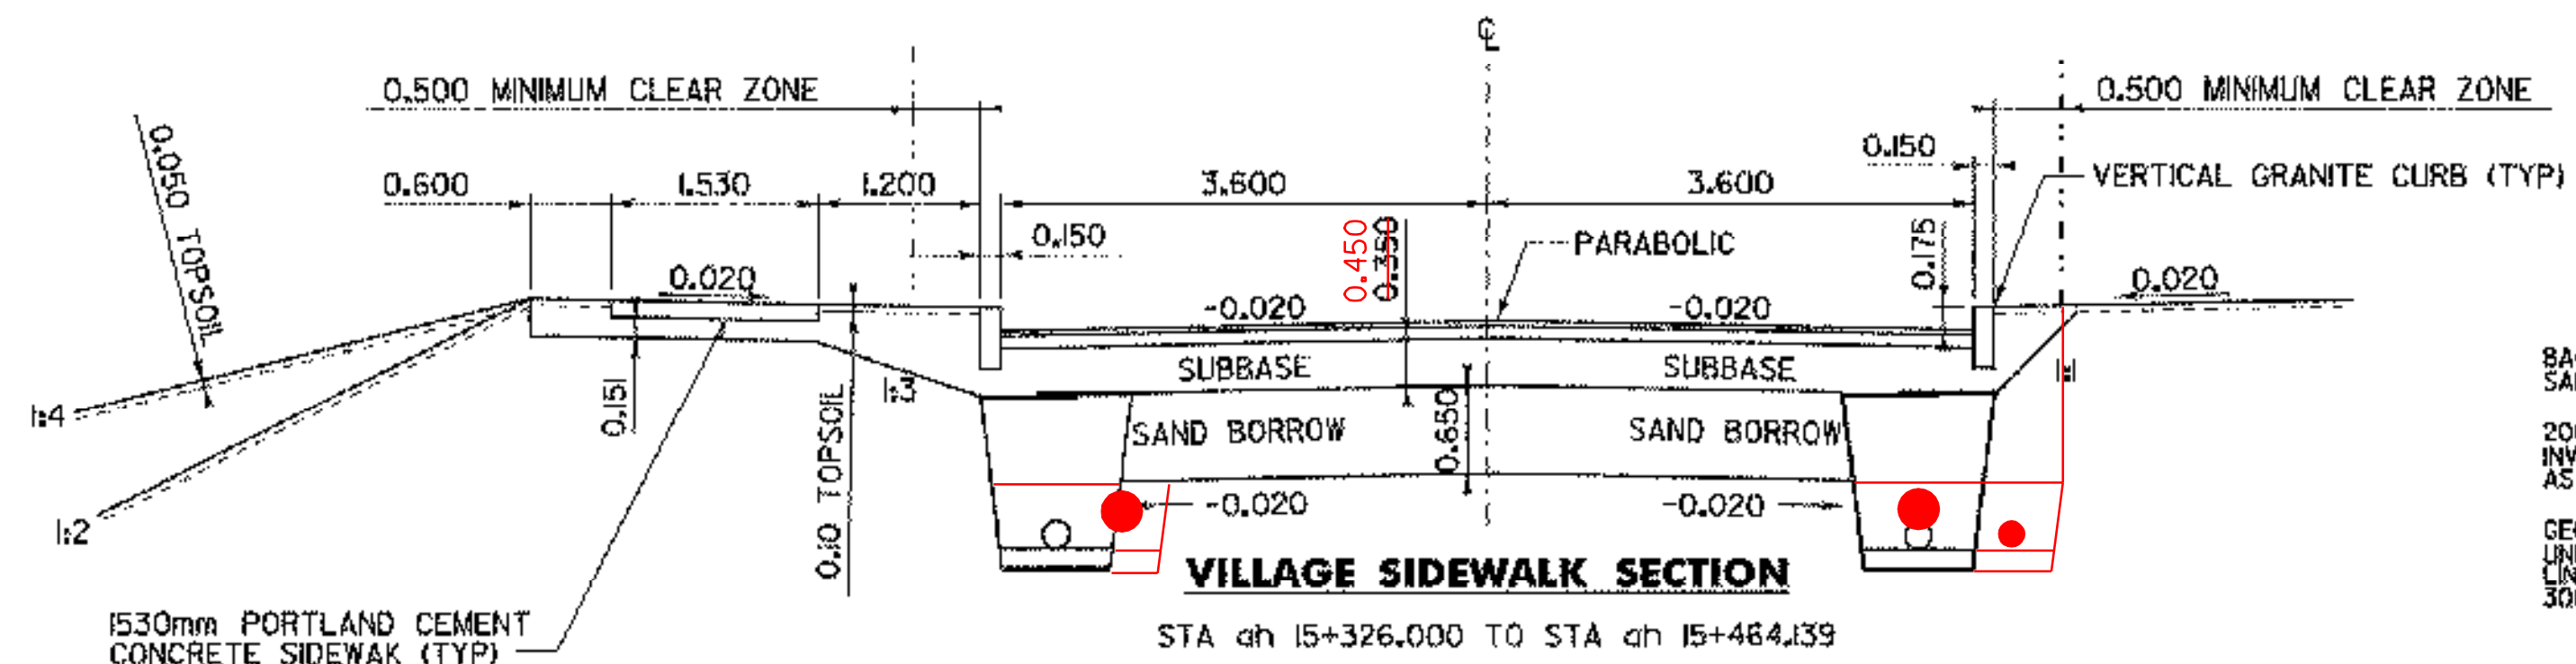 ℄
0.500 MINIMUM CLEAR ZONE
0.500 MINIMUM CLEAR ZONE
0.050 TOPSOIL
0.600
1.530
1.200
3.600
3.600
0.150
VERTICAL GRANITE CURB (TYP)
0.150
0.450
0.350
PARABOLIC
0.175
0.020
-0.020
-0.020
0.020
SUBBASE
SUBBASE
1:1
1:4
0.151
0.10 TOPSOIL
1:3
SAND BORROW
0.650
SAND BORROW
1:2
-0.020
-0.020
VILLAGE SIDEWALK SECTION
STA ah 15+326.000 TO STA ah 15+464.139
1530mm PORTLAND CEMENT
CONCRETE SIDEWAK (TYP)